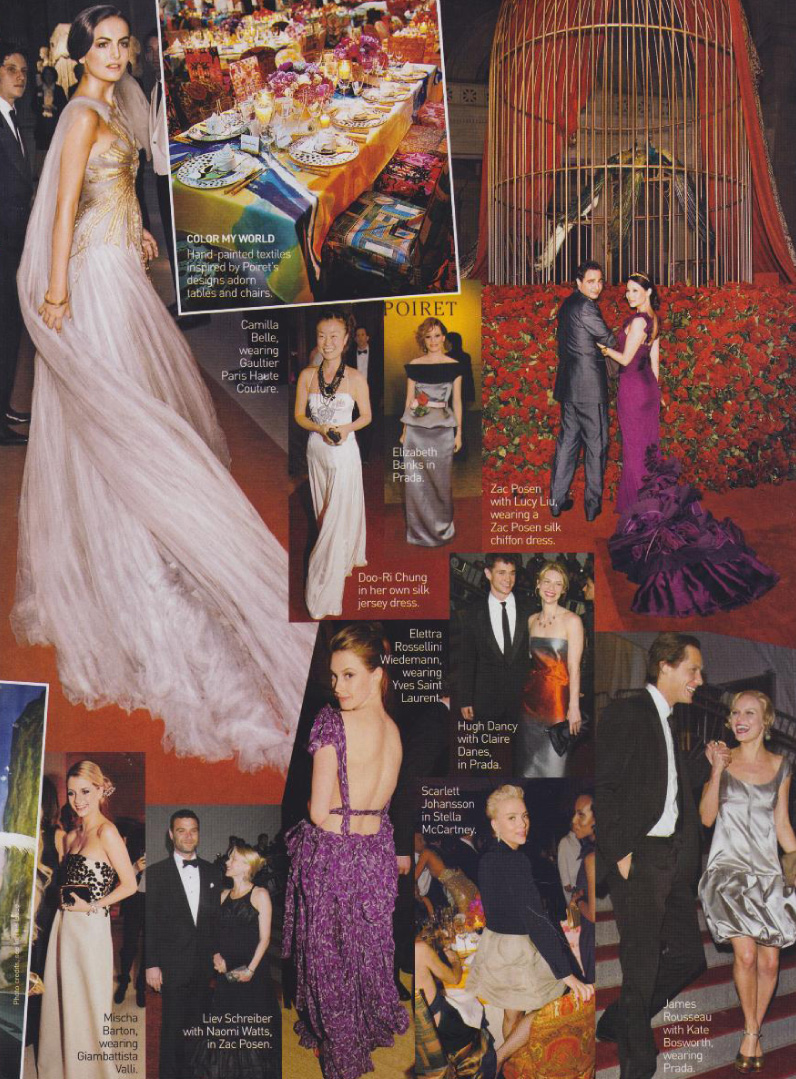 COLOR MY WORLD
Hand-painted textiles
inspired by Poiret's
designs adorn
tables and chairs.
Camilla
Belle,
wearing
Gaultier
Paris Haute
Couture.
POIRET
Elizabeth
Banks in
Prada.
Zac Posen
with Lucy Liu,
wearing a
Zac Posen silk
chiffon dress.
Doo-Ri Chung
in her own silk
jersey dress.
Elettra
Rossellini
Wiedemann,
wearing
Yves Saint
Laurent.
Hugh Dancy
with Claire
Danes,
in Prada.
Scarlett
Johansson
in Stella
McCartney.
Mischa
Barton,
wearing
Giambattista
Valli.
Liev Schreiber
with Naomi Watts,
in Zac Posen.
James
Rousseau
with Kate
Bosworth,
wearing
Prada.
Photo credits, see